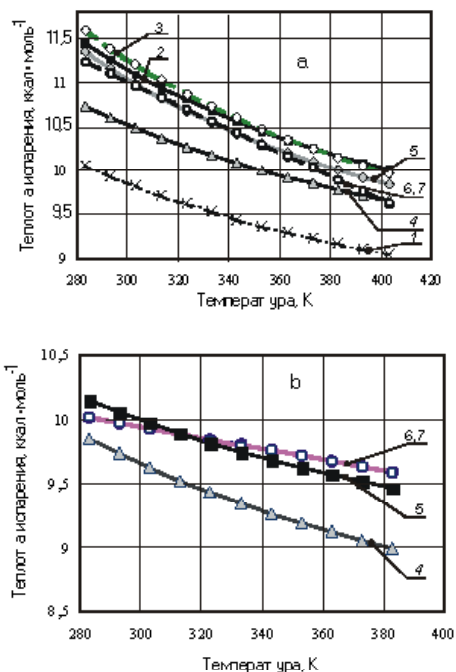 Теплот а испарения, ккал•моль-1
11,5
11
10,5
10
9,5
9
3
2
а
5
6,7
4
1
280 300 320 340 360 380 400 420
Температ ура, К
Теплот а испарения, ккал•моль-1
10,5
10
9,5
9
8,5
b
6,7
5
4
280 300 320 340 360 380 400
Температ ура, К